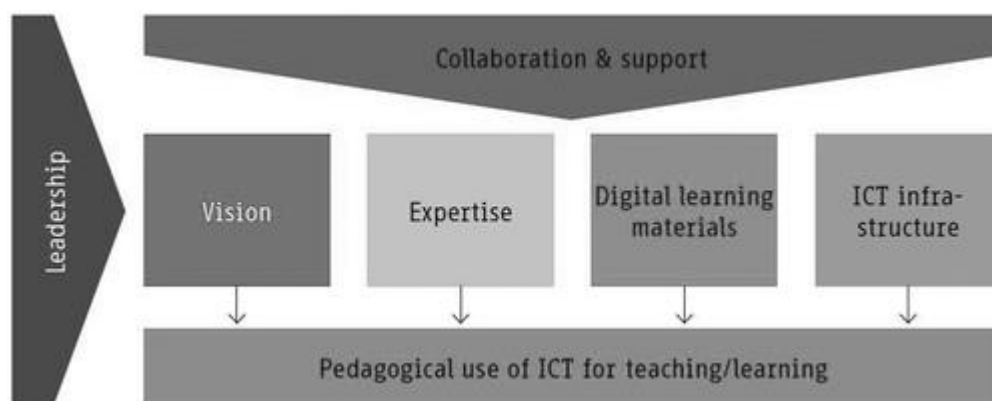 Collaboration & support
Leadership
Vision
Expertise
Digital learning
materials
ICT infra-
structure
Pedagogical use of ICT for teaching/learning